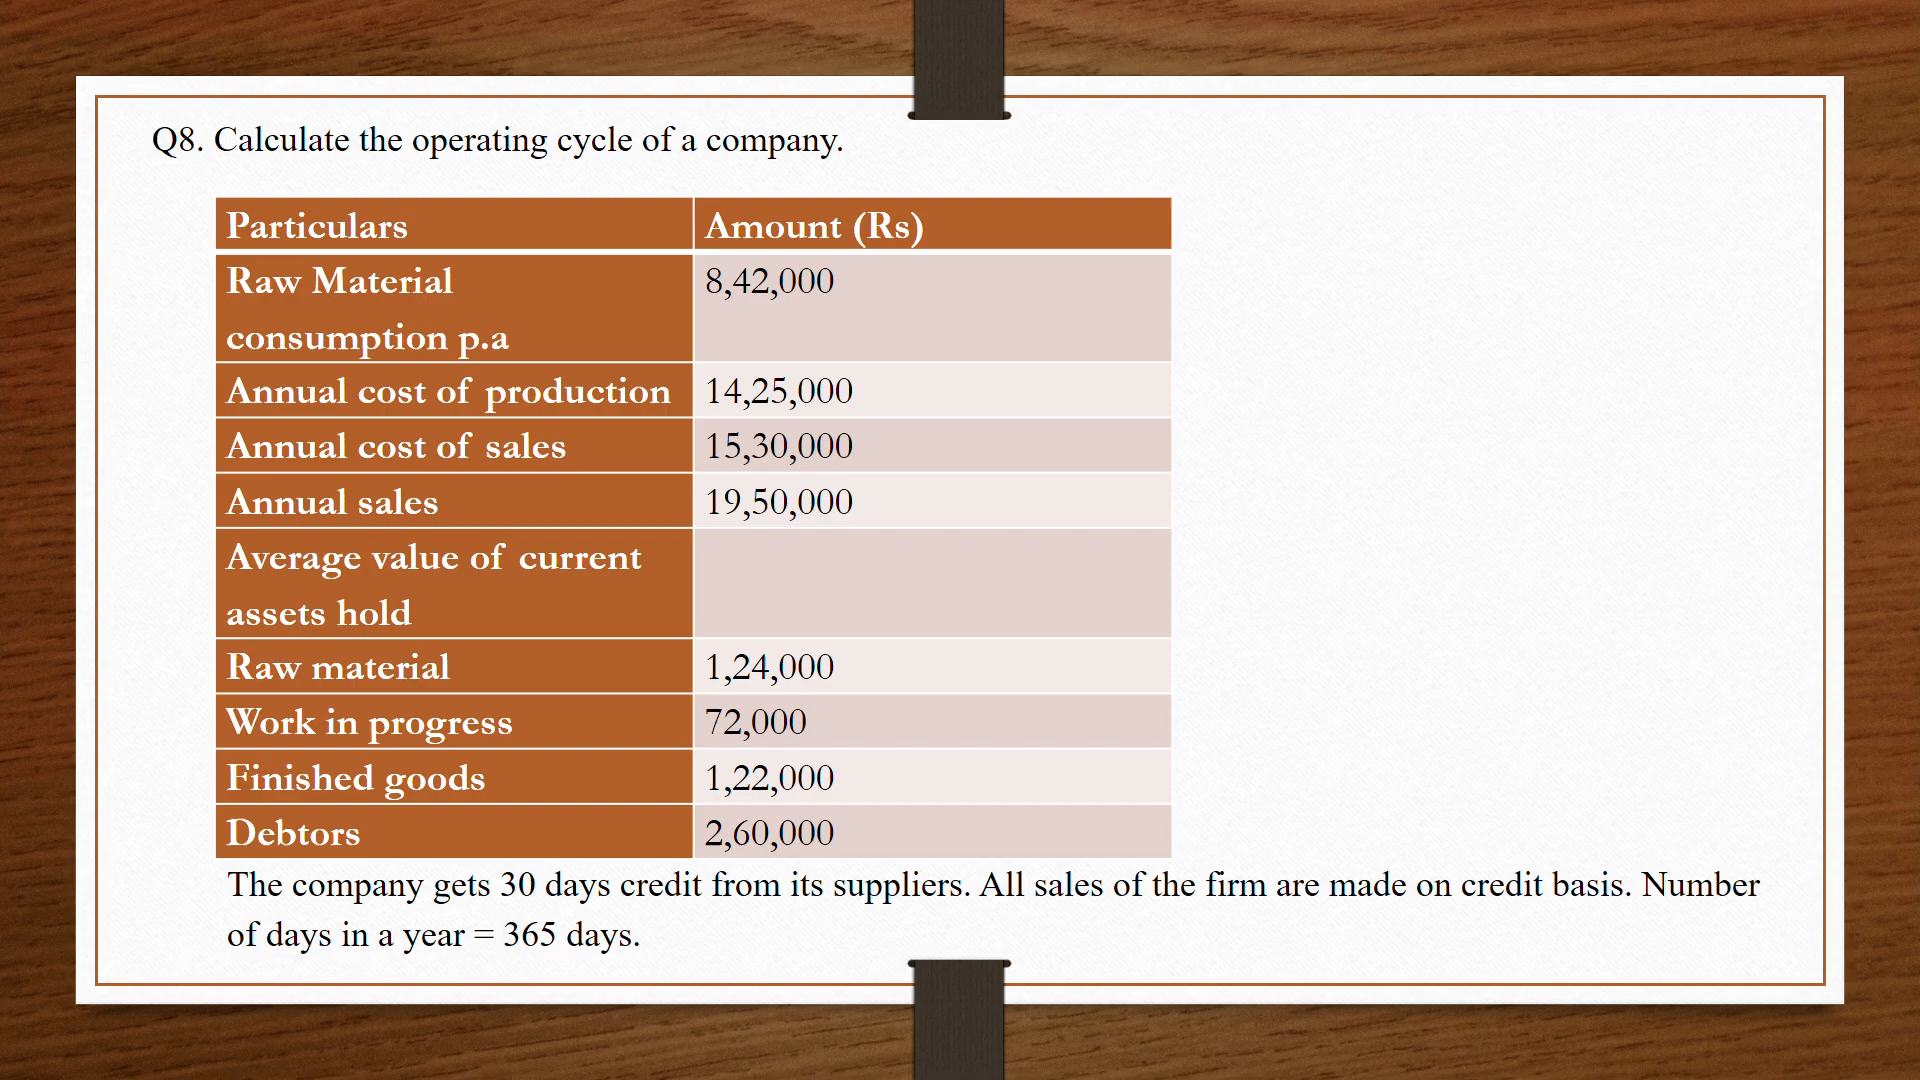 Q8. Calculate the operating cycle of a company.
Particulars Amount (Rs)
Raw Material 8,42,000
consumption p.a
Annual cost of production 14,25,000
Annual cost of sales 15,30,000
Annual sales 19,50,000
Average value of current
assets hold
Raw material 1,24,000
Work in progress 72,000
Finished goods 1,22,000
Debtors 2,60,000
The company gets 30 days credit from its suppliers. All sales of the firm are made on credit basis. Number
of days in a year = 365 days.